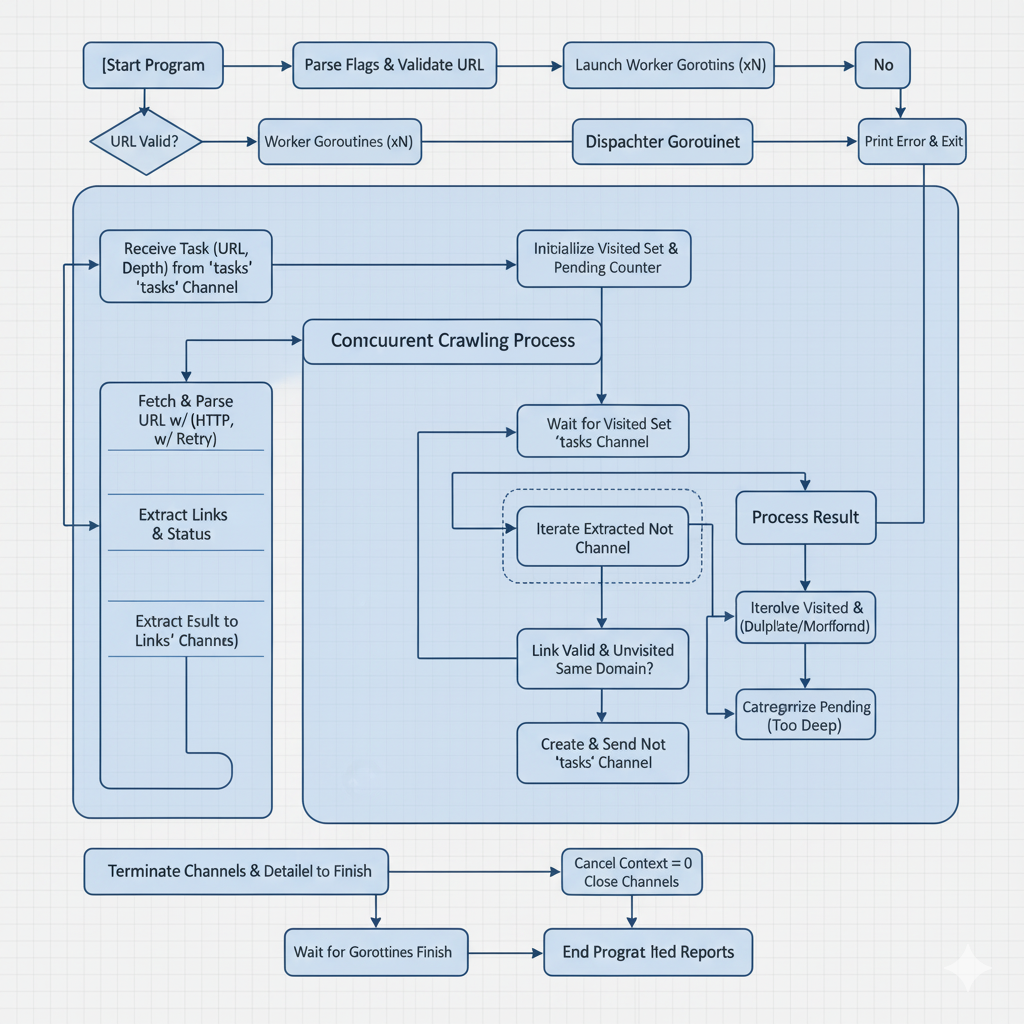 [Start Program
Parse Flags & Validate URL
Launch Worker Gorotins (xN)
No
URL Valid?
Worker Goroutines (xN)
Dispachter Gorotuinet
Print Error & Exit
Receive Task (URL,
Depth) from 'tasks'
'tasks' Channel
Initiallize Visited Set &
Pending Counter
Concuurent Crawling Process
Fetch & Parse
URL w/ (HTTP,
w/ Retry)
Wait for Visited Set
'tasks Channel
Extract Links
& Status
Iterate Extracted Not
Channel
Process Result
Iterolve Visited &
(Dulplate/Morfford)
Extract Esult to
Links' Channes)
Link Valid & Unvisited
Same Domain?
Catregrize Pending
(Too Deep)
Create & Send Not
'tasks' Channel
Terminate Channels & Detailel to Finish
Cancel Context = 0
Close Channels
Wait for Gorottines Finish
End Prograt Ited Reports